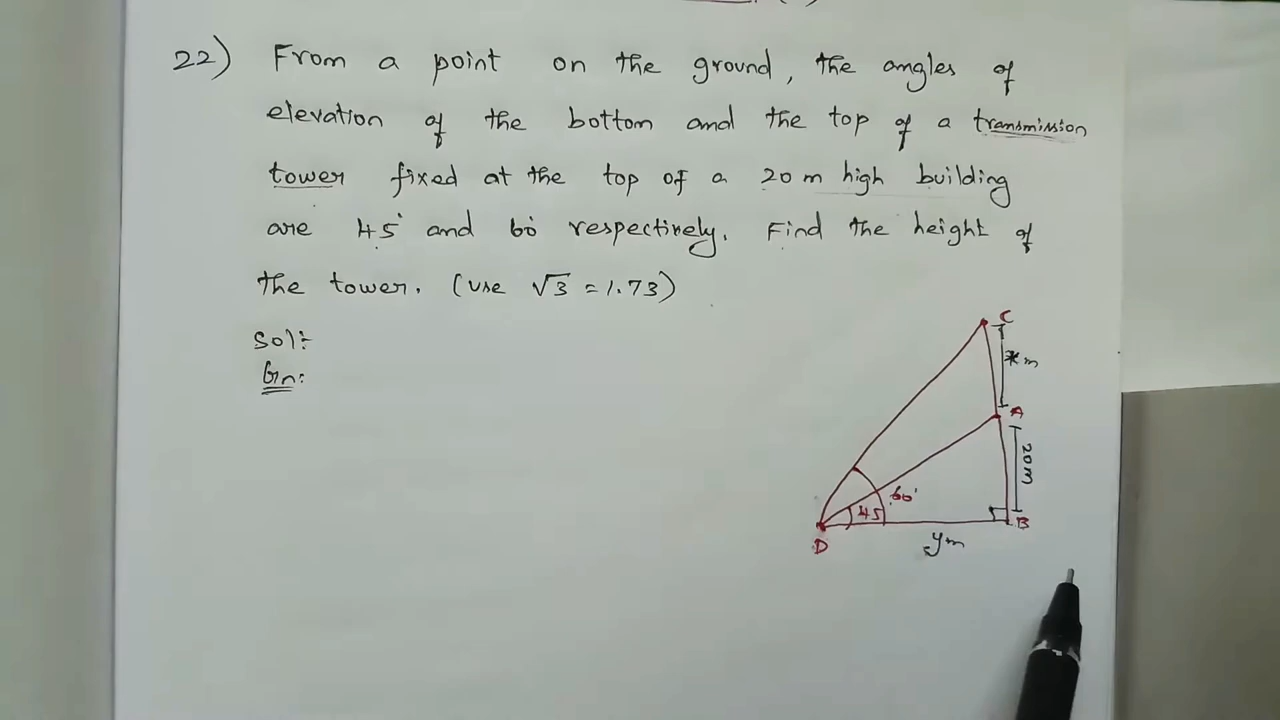 22) From a point on the ground, the angles of
elevation of the bottom and the top of a transmission
tower fixed at the top of a 20 m high building
are 45° and 60° respectively. Find the height of
the tower. (use √3 = 1.73)
Sol:
Gn:
C
x m
A
20m
60°
45
B
D
ym